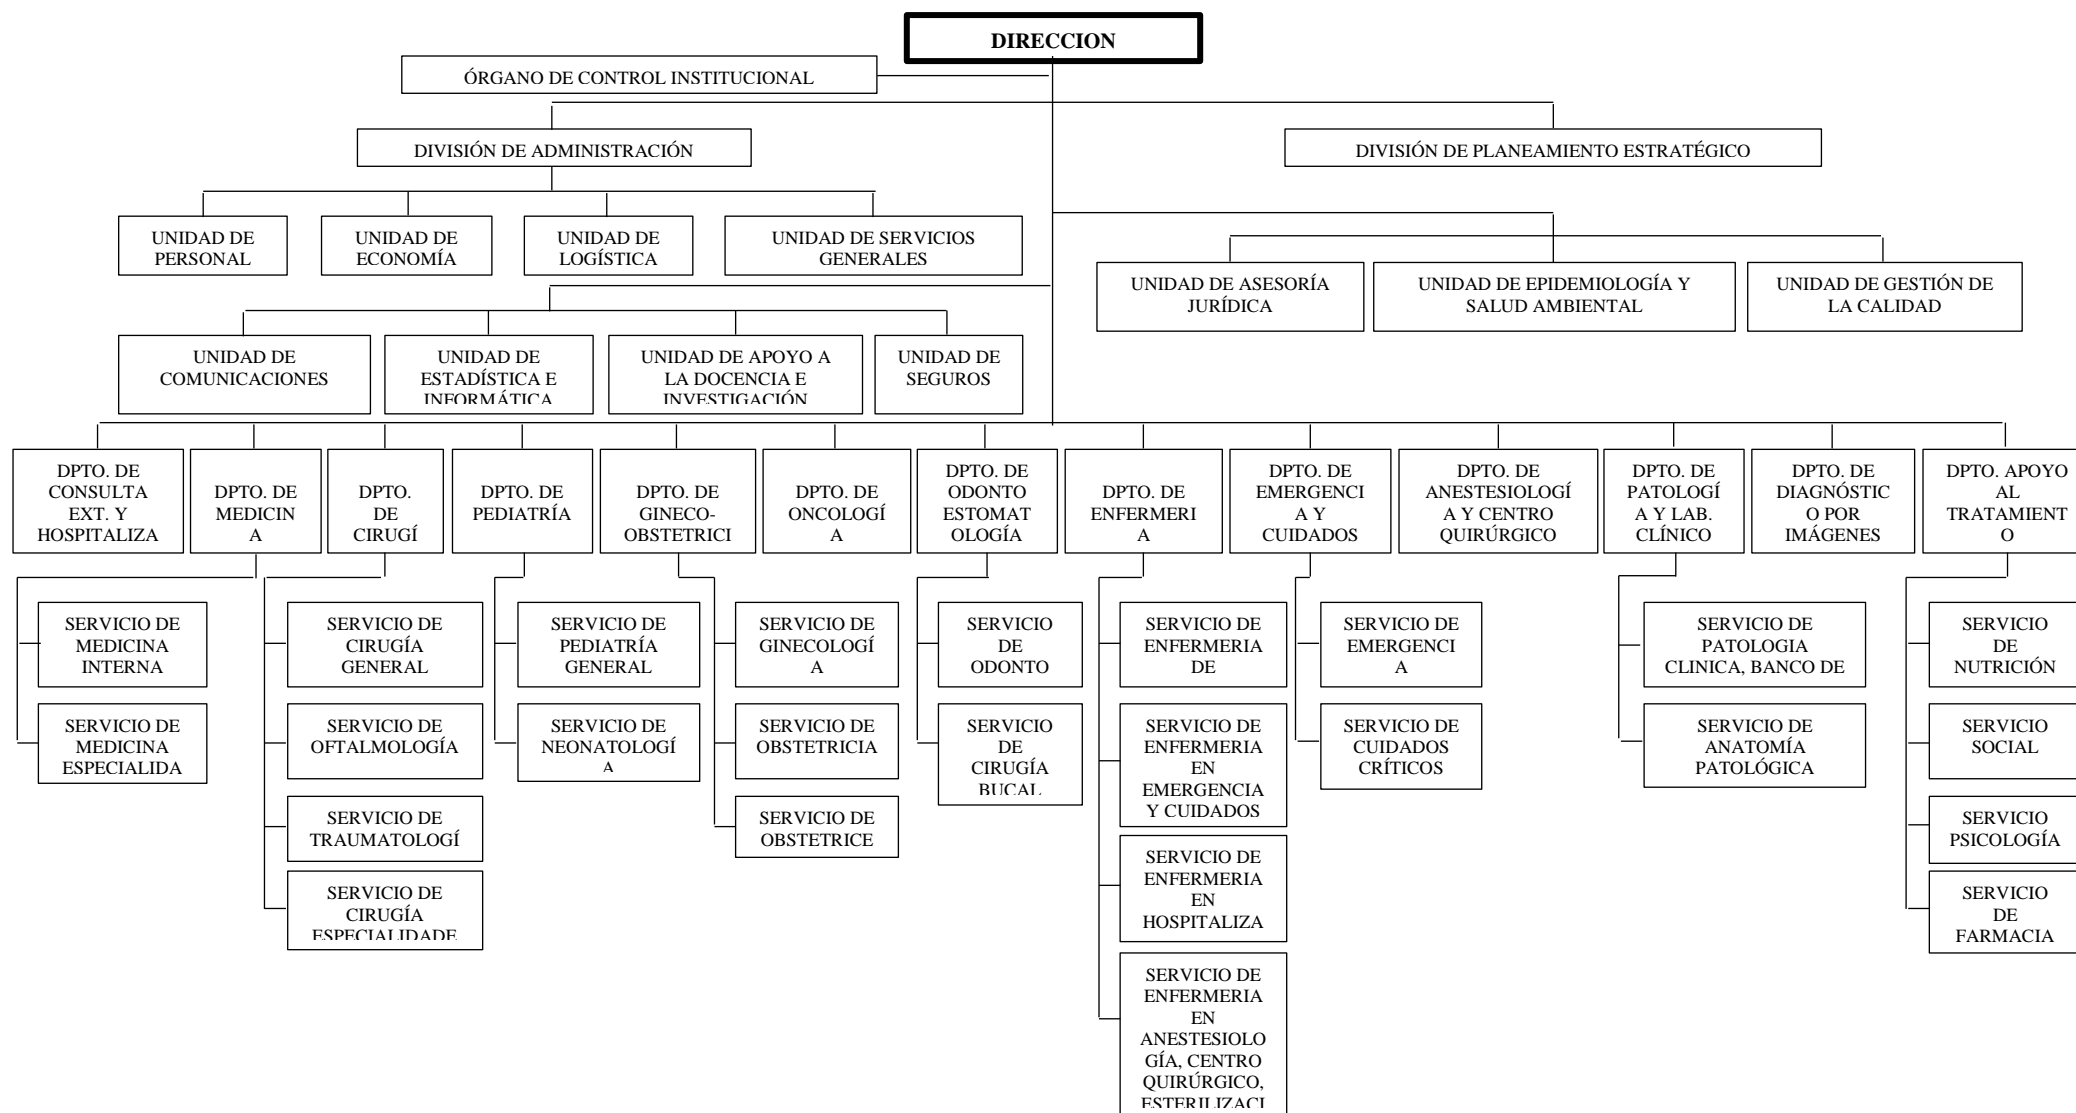 DIRECCION
ÓRGANO DE CONTROL INSTITUCIONAL
DIVISIÓN DE ADMINISTRACIÓN
DIVISIÓN DE PLANEAMIENTO ESTRATÉGICO
UNIDAD DE
PERSONAL
UNIDAD DE
ECONOMÍA
UNIDAD DE
LOGÍSTICA
UNIDAD DE SERVICIOS
GENERALES
UNIDAD DE ASESORÍA
JURÍDICA
UNIDAD DE EPIDEMIOLOGÍA Y
SALUD AMBIENTAL
UNIDAD DE GESTIÓN DE
LA CALIDAD
UNIDAD DE
COMUNICACIONES
UNIDAD DE
ESTADÍSTICA E
INFORMÁTICA
UNIDAD DE APOYO A
LA DOCENCIA E
INVESTIGACIÓN
UNIDAD DE
SEGUROS
DPTO. DE
CONSULTA
EXT. Y
HOSPITALIZA
DPTO. DE
MEDICIN
A
DPTO.
DE
CIRUGÍ
DPTO. DE
PEDIATRÍA
DPTO. DE
GINECO-
OBSTETRICI
DPTO. DE
ONCOLOGÍ
A
DPTO. DE
ODONTO
ESTOMAT
OLOGÍA
DPTO. DE
ENFERMERI
A
DPTO. DE
EMERGENCI
A Y
CUIDADOS
DPTO. DE
ANESTESIOLOGÍ
A Y CENTRO
QUIRÚRGICO
DPTO. DE
PATOLOGÍ
A Y LAB.
CLÍNICO
DPTO. DE
DIAGNÓSTIC
O POR
IMÁGENES
DPTO. APOYO
AL
TRATAMIENT
O
SERVICIO DE
MEDICINA
INTERNA
SERVICIO DE
MEDICINA
ESPECIALIDA
SERVICIO DE
CIRUGÍA
GENERAL
SERVICIO DE
OFTALMOLOGÍA
SERVICIO DE
TRAUMATOLOGÍ
SERVICIO DE
CIRUGÍA
ESPECIALIDADE
SERVICIO DE
PEDIATRÍA
GENERAL
SERVICIO DE
NEONATOLOGÍ
A
SERVICIO DE
GINECOLOGÍ
A
SERVICIO DE
OBSTETRICIA
SERVICIO DE
OBSTETRICE
SERVICIO
DE
ODONTO
SERVICIO
DE
CIRUGÍA
BUCAL
SERVICIO DE
ENFERMERIA
DE
SERVICIO DE
ENFERMERIA
EN
EMERGENCIA
Y CUIDADOS
SERVICIO DE
ENFERMERIA
EN
HOSPITALIZA
SERVICIO DE
ENFERMERIA
EN
ANESTESIOLO
GÍA, CENTRO
QUIRÚRGICO,
ESTERILIZACI
SERVICIO DE
EMERGENCI
A
SERVICIO DE
CUIDADOS
CRÍTICOS
SERVICIO DE
PATOLOGIA
CLINICA, BANCO DE
SERVICIO DE
ANATOMÍA
PATOLÓGICA
SERVICIO
DE
NUTRICIÓN
SERVICIO
SOCIAL
SERVICIO
PSICOLOGÍA
SERVICIO
DE
FARMACIA